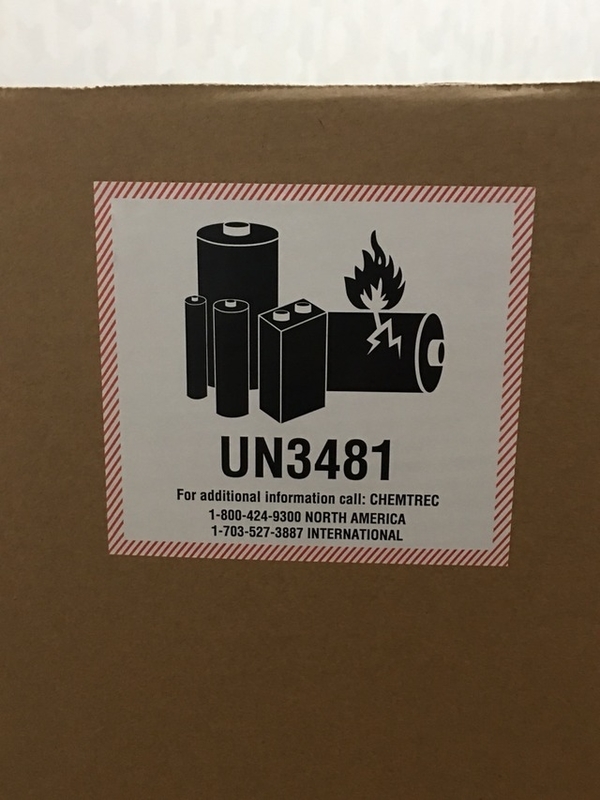 UN3481
For additional information call: CHEMTREC
1-800-424-9300 NORTH AMERICA
1-703-527-3887 INTERNATIONAL